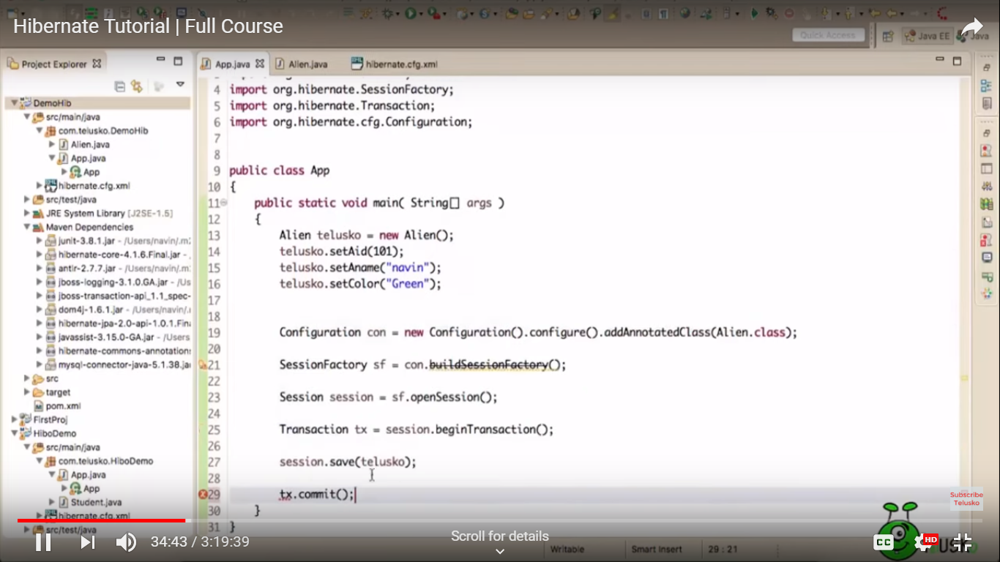 Hibernate Tutorial | Full Course
Quick Access
Java EE
Java
Project Explorer
App.java
Alien.java
hibernate.cfg.xml
DemoHib
src/main/java
com.telusko.DemoHib
Alien.java
App.java
App
hibernate.cfg.xml
src/test/java
JRE System Library [J2SE-1.5]
Maven Dependencies
junit-3.8.1.jar - /Users/navin/.m2
hibernate-core-4.1.6.Final.jar -
antlr-2.7.7.jar - /Users/navin/.m
jboss-logging-3.1.0.GA.jar - /Us
jboss-transaction-api_1.1_spec-
dom4j-1.6.1.jar - /Users/navin/.
hibernate-jpa-2.0-api-1.0.1.Fina
javassist-3.15.0-GA.jar - /Users
hibernate-commons-annotation
mysql-connector-java-5.1.38.ja
src
target
pom.xml
FirstProj
HiboDemo
src/main/java
com.telusko.HiboDemo
App.java
App
Student.java
hibernate.cfg.xml
src/test/java
4 import org.hibernate.SessionFactory;
5 import org.hibernate.Transaction;
6 import org.hibernate.cfg.Configuration;
7
8
9 public class App
10 {
11 public static void main( String[] args )
12 {
13 Alien telusko = new Alien();
14 telusko.setAid(101);
15 telusko.setAname("navin");
16 telusko.setColor("Green");
17
18
19 Configuration con = new Configuration().configure().addAnnotatedClass(Alien.class);
20
21 SessionFactory sf = con.buildSessionFactory();
22
23 Session session = sf.openSession();
24
25 Transaction tx = session.beginTransaction();
26
27 session.save(telusko);
28
29 tx.commit();
30 }
31 }
Subscribe
Telusko
34:43 / 3:19:39
Scroll for details
CC
HD
Writable
Smart Insert
29 : 21